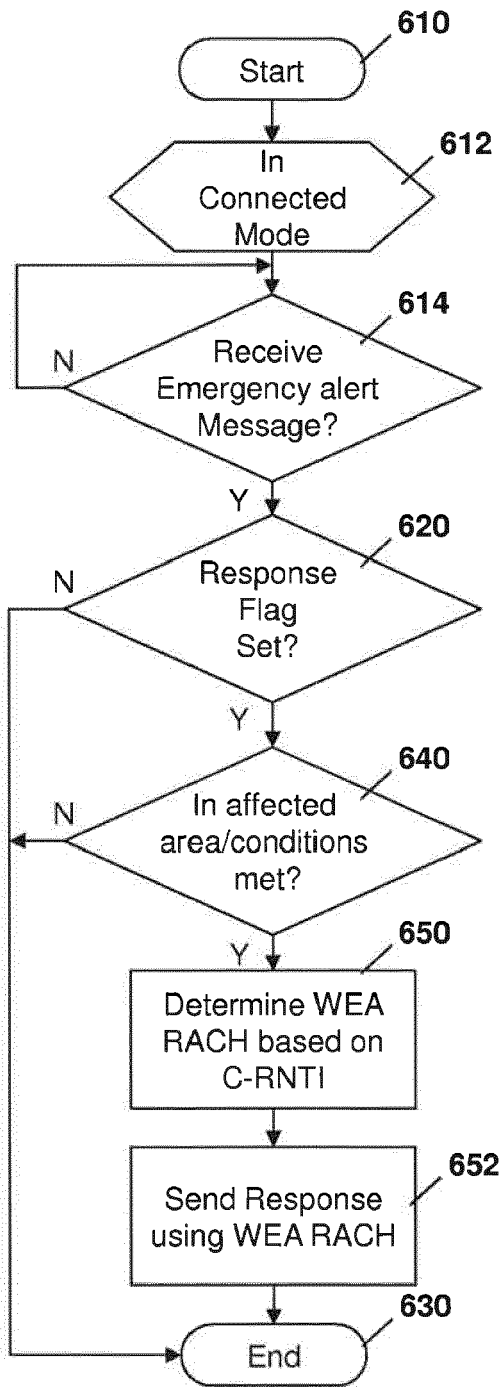 610
Start
612
In
Connected
Mode
614
N
Receive
Emergency alert
Message?
Y
620
N
Response
Flag
Set?
Y
640
N
In affected
area/conditions
met?
Y
650
Determine WEA
RACH based on
C-RNTI
652
Send Response
using WEA RACH
630
End